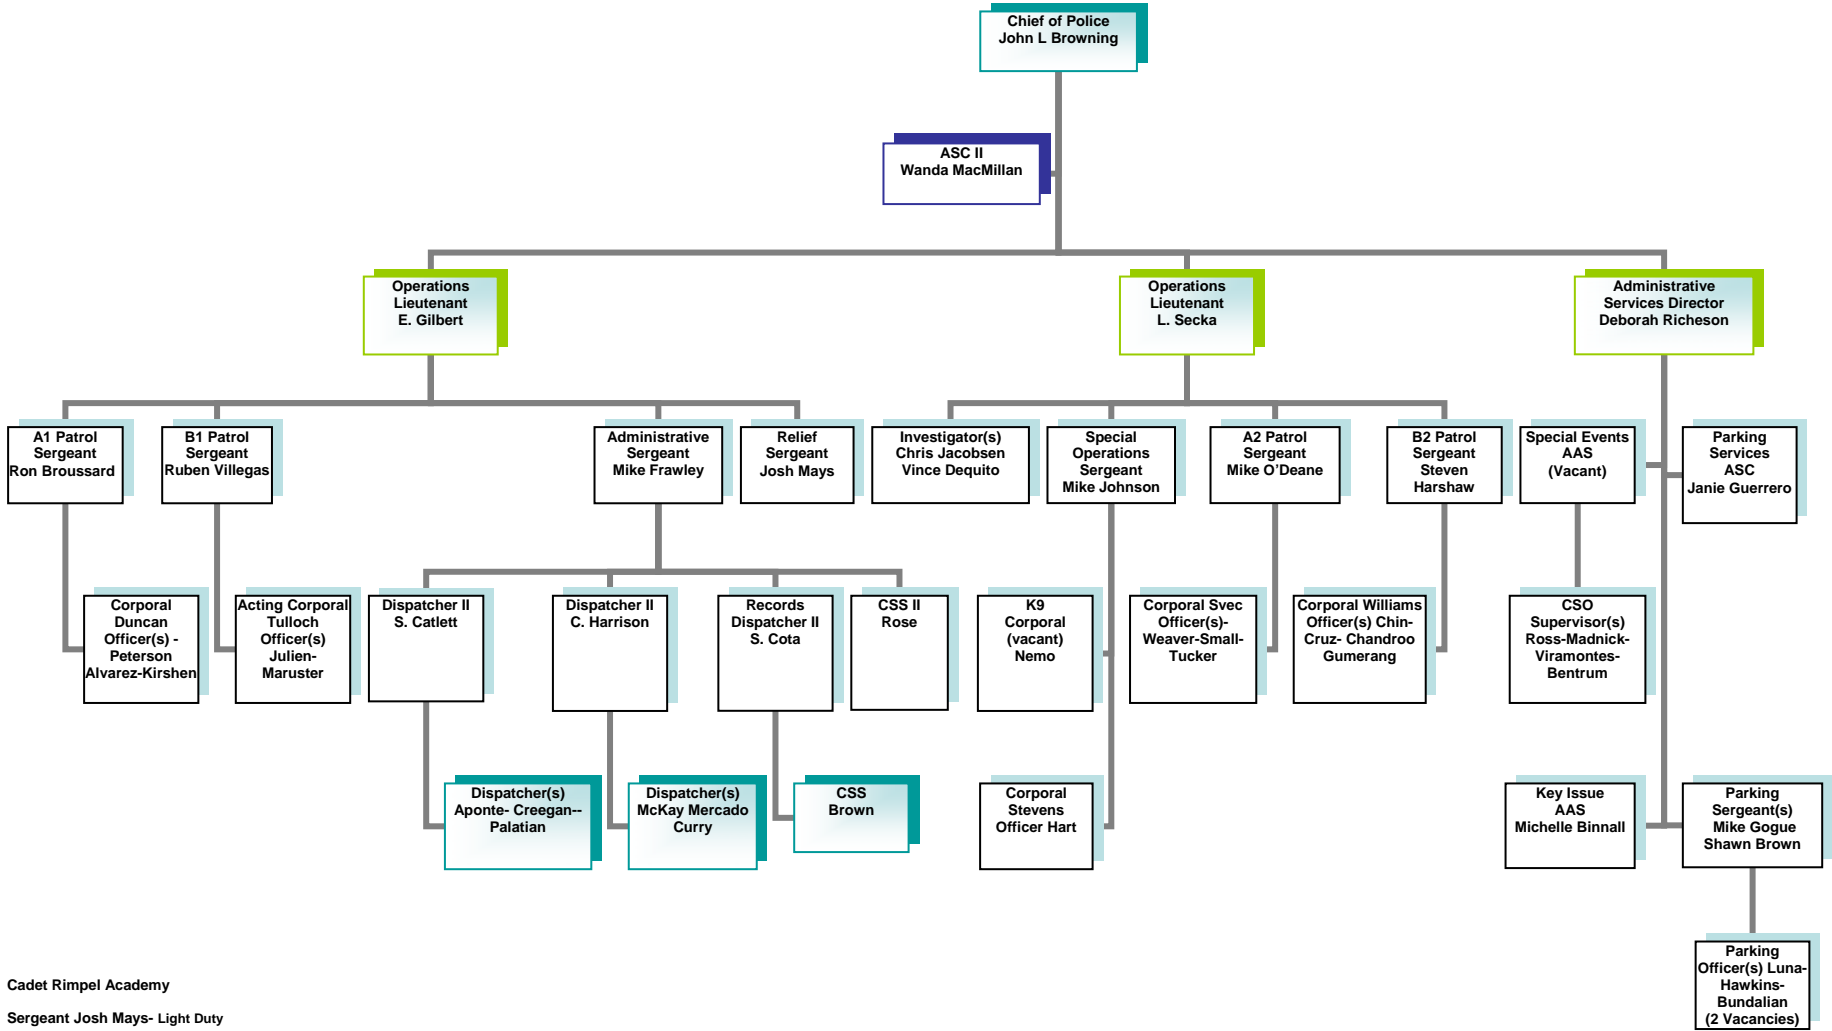 Chief of Police
John L Browning
ASC II
Wanda MacMillan
Operations
Lieutenant
E. Gilbert
Operations
Lieutenant
L. Secka
Administrative
Services Director
Deborah Richeson
A1 Patrol
Sergeant
Ron Broussard
B1 Patrol
Sergeant
Ruben Villegas
Administrative
Sergeant
Mike Frawley
Relief
Sergeant
Josh Mays
Investigator(s)
Chris Jacobsen
Vince Dequito
Special
Operations
Sergeant
Mike Johnson
A2 Patrol
Sergeant
Mike O'Deane
B2 Patrol
Sergeant
Steven
Harshaw
Special Events
AAS
(Vacant)
Parking
Services
ASC
Janie Guerrero
Corporal
Duncan
Officer(s) -
Peterson
Alvarez-Kirshen
Acting Corporal
Tulloch
Officer(s)
Julien-
Maruster
Dispatcher II
S. Catlett
Dispatcher II
C. Harrison
Records
Dispatcher II
S. Cota
CSS II
Rose
K9
Corporal
(vacant)
Nemo
Corporal Svec
Officer(s)-
Weaver-Small-
Tucker
Corporal Williams
Officer(s) Chin-
Cruz- Chandroo
Gumerang
CSO
Supervisor(s)
Ross-Madnick-
Viramontes-
Bentrum
Dispatcher(s)
Aponte- Creegan--
Palatian
Dispatcher(s)
McKay Mercado
Curry
CSS
Brown
Corporal
Stevens
Officer Hart
Key Issue
AAS
Michelle Binnall
Parking
Sergeant(s)
Mike Gogue
Shawn Brown
Parking
Officer(s) Luna-
Hawkins-
Bundalian
(2 Vacancies)
Cadet Rimpel Academy
Sergeant Josh Mays- Light Duty